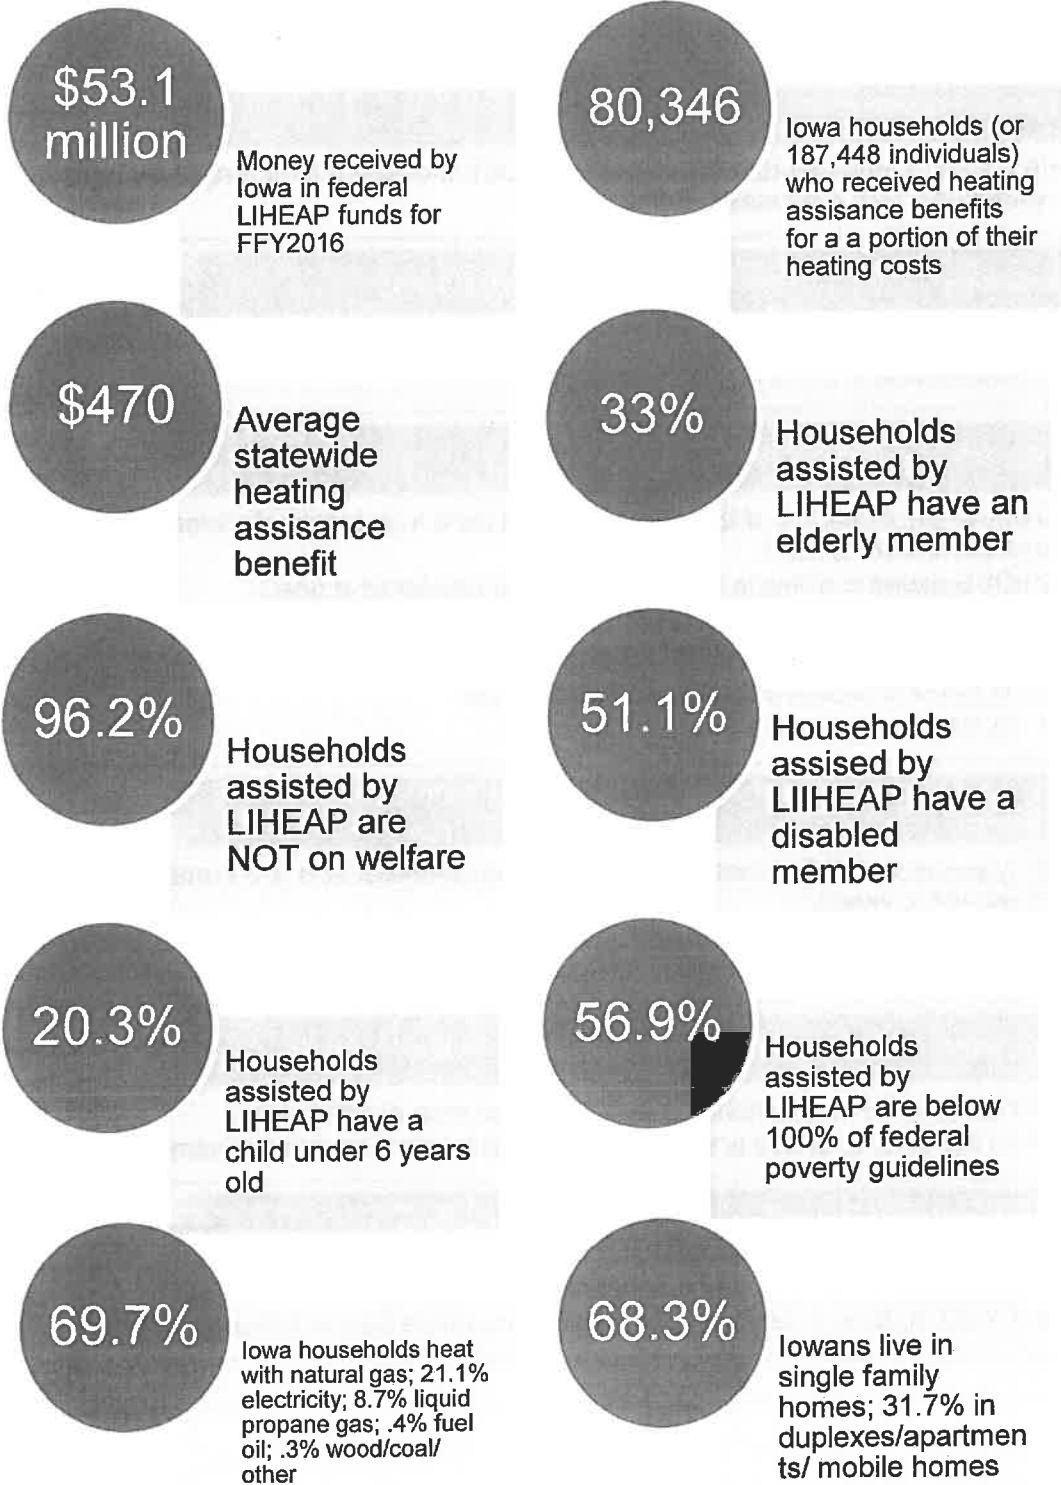 $53.1
million
Money received by
Iowa in federal
LIHEAP funds for
FFY2016
80,346
Iowa households (or
187,448 individuals)
who received heating
assisance benefits
for a a portion of their
heating costs
$470
Average
statewide
heating
assisance
benefit
33%
Households
assisted by
LIHEAP have an
elderly member
96.2%
Households
assisted by
LIHEAP are
NOT on welfare
51.1%
Households
assised by
LIIHEAP have a
disabled
member
20.3%
Households
assisted by
LIHEAP have a
child under 6 years
old
56.9%
Households
assisted by
LIHEAP are below
100% of federal
poverty guidelines
69.7%
Iowa households heat
with natural gas; 21.1%
electricity; 8.7% liquid
propane gas; .4% fuel
oil; .3% wood/coal/
other
68.3%
Iowans live in
single family
homes; 31.7% in
duplexes/apartmen
ts/ mobile homes